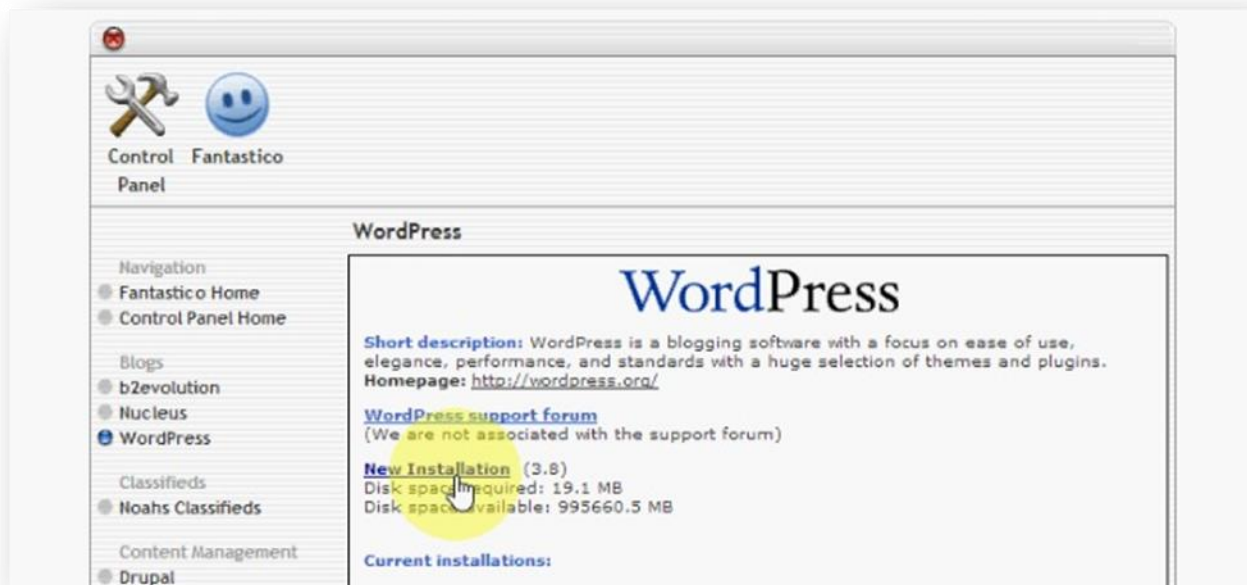 Control Fantastico
Panel
WordPress
Navigation
Fantastico Home
Control Panel Home
Blogs
b2evolution
Nucleus
WordPress
Classifieds
Noahs Classifieds
Content Management
Drupal
WordPress
Short description: WordPress is a blogging software with a focus on ease of use,
elegance, performance, and standards with a huge selection of themes and plugins.
Homepage: http://wordpress.org/
WordPress support forum
(We are not associated with the support forum)
New Installation (3.8)
Disk space required: 19.1 MB
Disk space available: 995660.5 MB
Current installations: